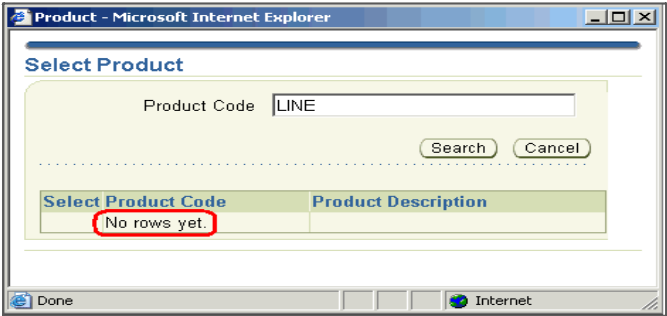 Product - Microsoft Internet Explorer
Select Product
Product Code LINE
Search Cancel
Select Product Code Product Description
No rows yet.
Done Internet